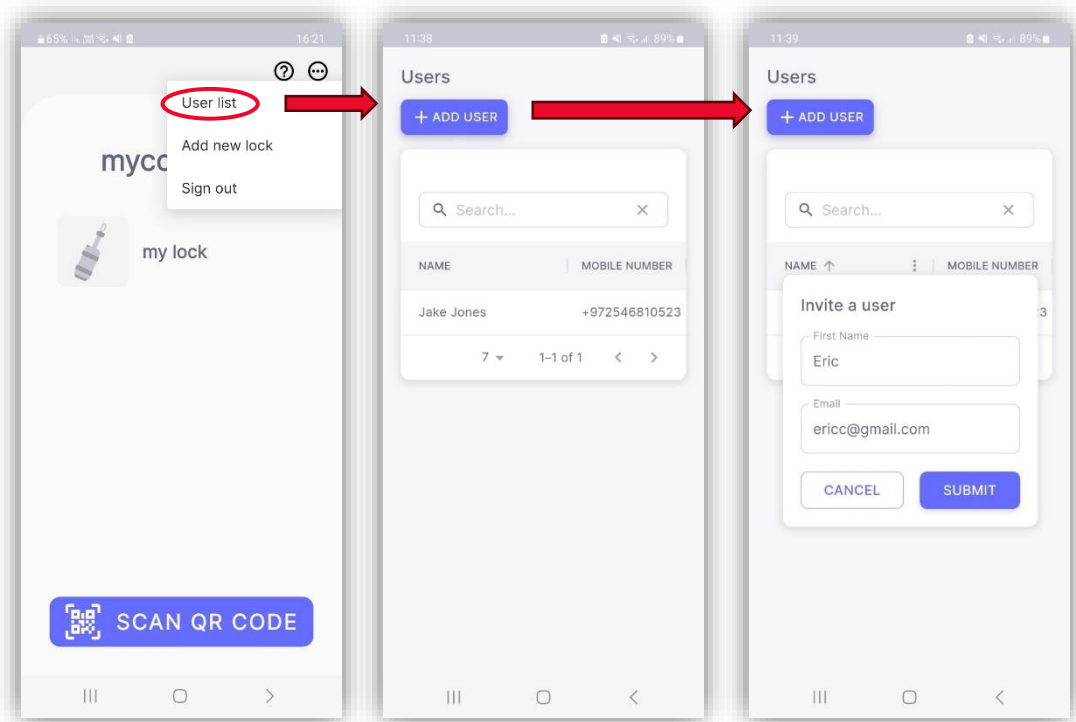 65% 16:21
User list
Add new lock
Sign out
myco
my lock
SCAN QR CODE
11:38 89%
Users
+ ADD USER
Search...
NAME MOBILE NUMBER
Jake Jones +972546810523
7 1–1 of 1
11:39 89%
Users
+ ADD USER
Search...
NAME MOBILE NUMBER
3
Invite a user
First Name
Eric
Email
ericc@gmail.com
CANCEL SUBMIT